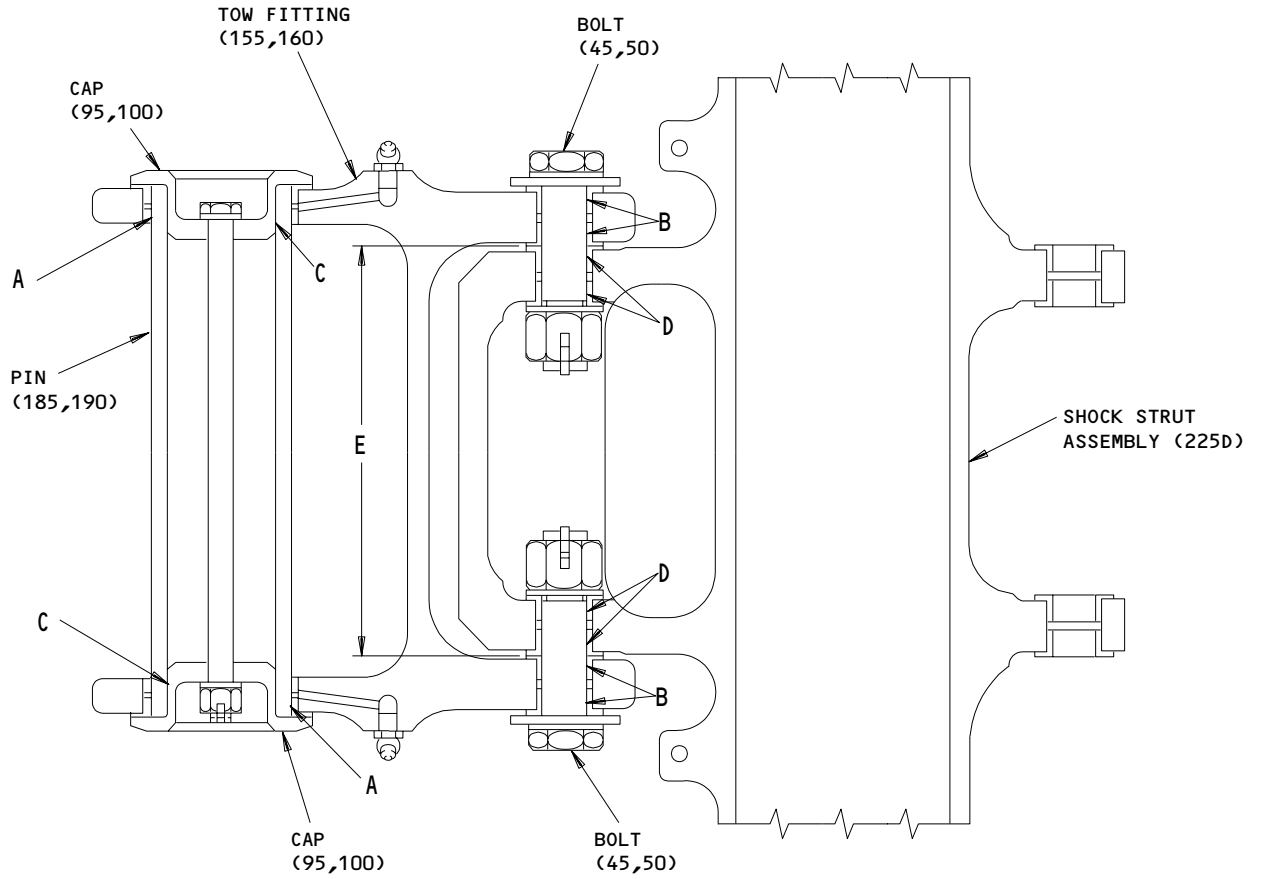 TOW FITTING
(155,160)
BOLT
(45,50)
CAP
(95,100)
B
A
C
D
PIN
(185,190)
E
SHOCK STRUT
ASSEMBLY (225D)
D
C
B
A
CAP
(95,100)
BOLT
(45,50)